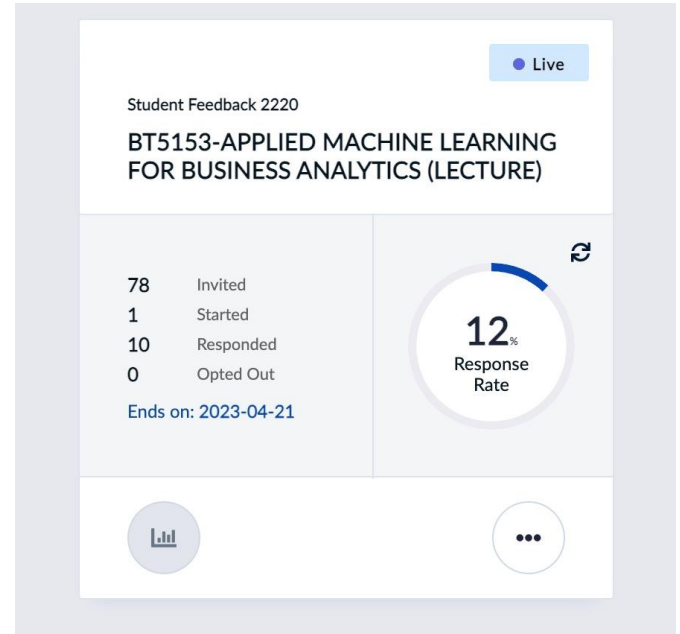 Live
Student Feedback 2220
BT5153-APPLIED MACHINE LEARNING
FOR BUSINESS ANALYTICS (LECTURE)
78 Invited
1 Started
10 Responded
0 Opted Out
Ends on: 2023-04-21
12%
Response
Rate